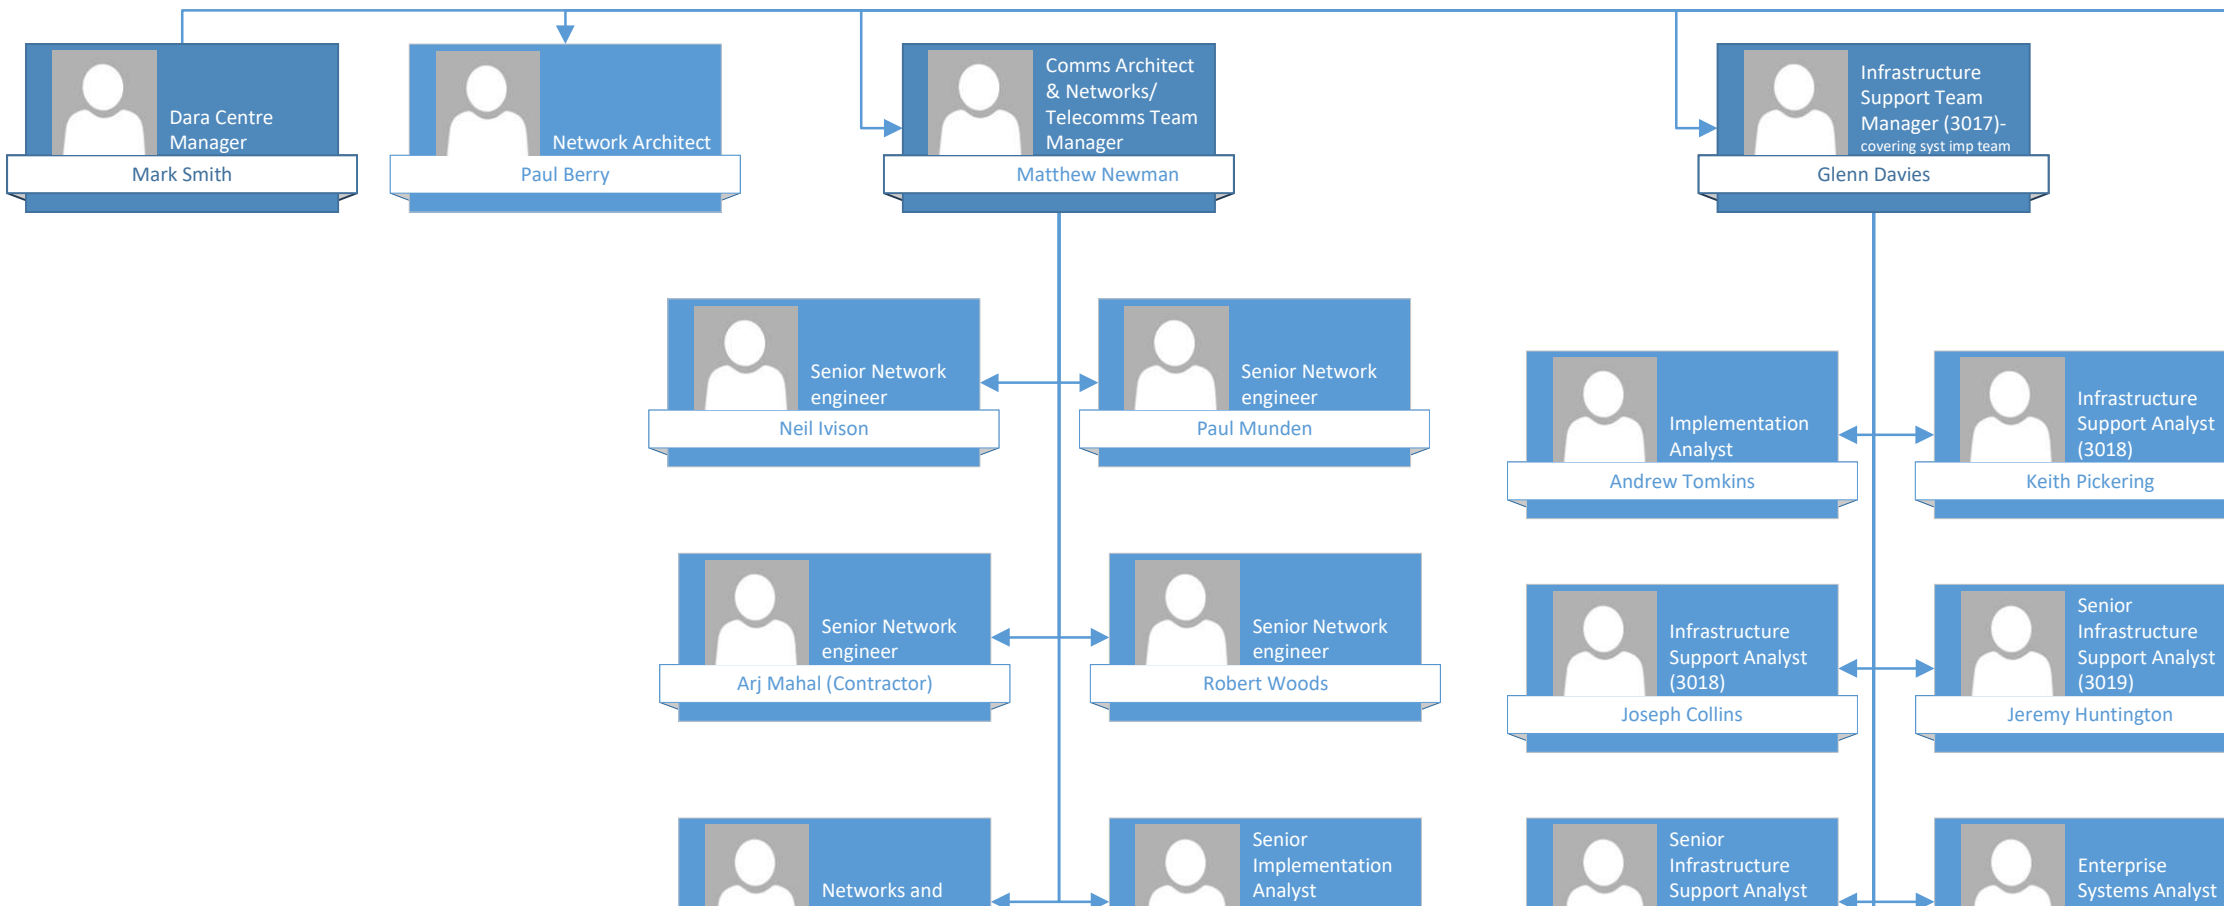 Dara Centre
Manager
Mark Smith
Network Architect
Paul Berry
Comms Architect
& Networks/
Telecomms Team
Manager
Matthew Newman
Infrastructure
Support Team
Manager (3017)-
covering syst imp team
Glenn Davies
Senior Network
engineer
Neil Ivison
Senior Network
engineer
Paul Munden
Implementation
Analyst
Andrew Tomkins
Infrastructure
Support Analyst
(3018)
Keith Pickering
Senior Network
engineer
Arj Mahal (Contractor)
Senior Network
engineer
Robert Woods
Infrastructure
Support Analyst
(3018)
Joseph Collins
Senior
Infrastructure
Support Analyst
(3019)
Jeremy Huntington
Networks and
Senior
Implementation
Analyst
Senior
Infrastructure
Support Analyst
Enterprise
Systems Analyst